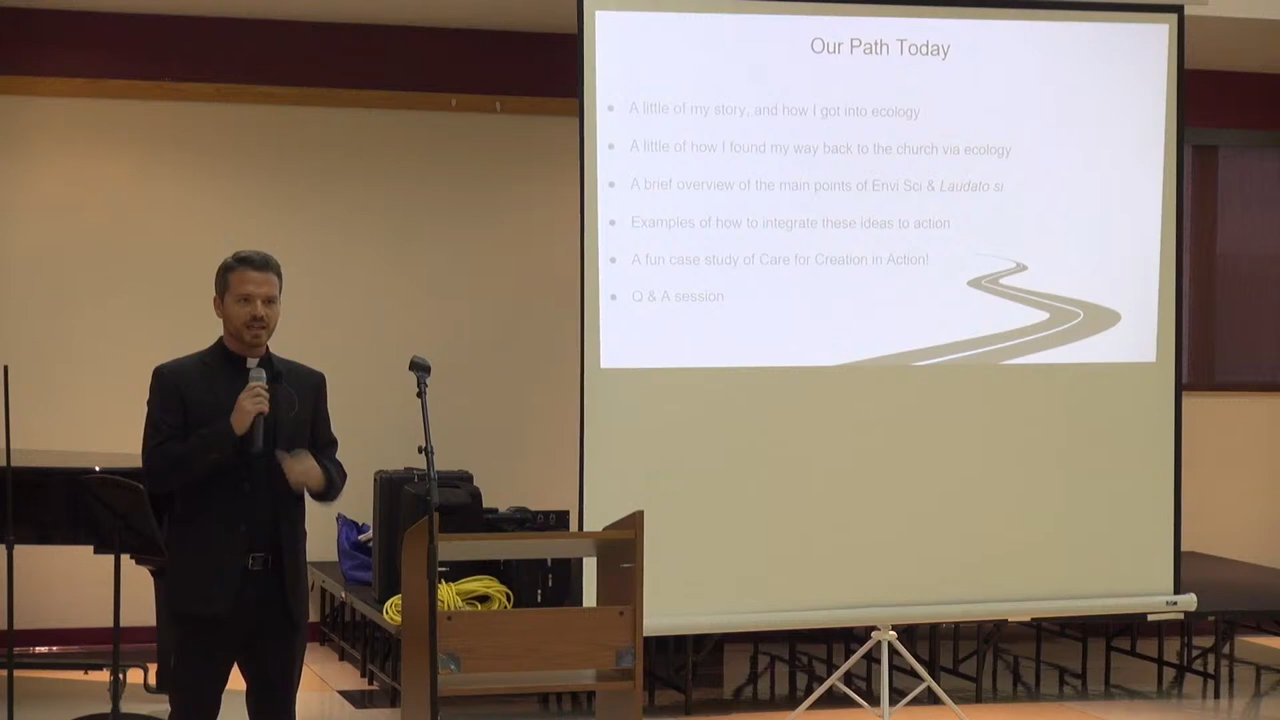 Our Path Today
A little of my story, and how I got into ecology
A little of how I found my way back to the church via ecology
A brief overview of the main points of Envi Sci & Laudato si
Examples of how to integrate these ideas to action
A fun case study of Care for Creation in Action!
Q & A session